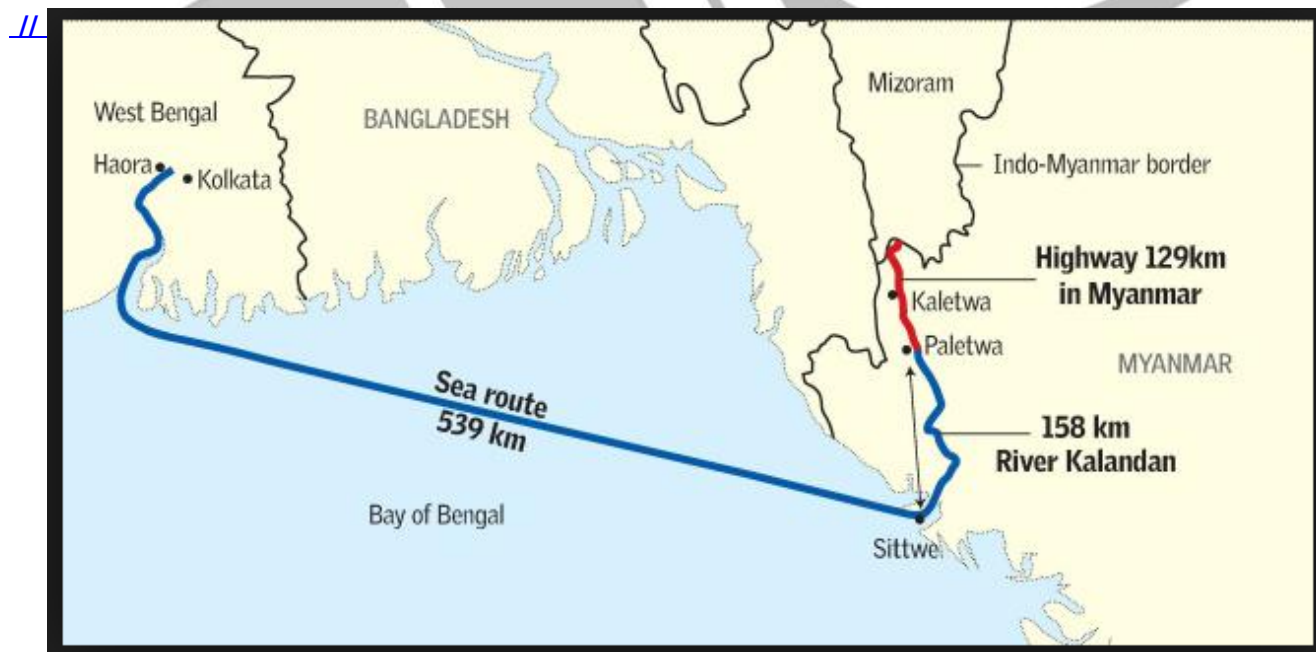 //
West Bengal
Haora
Kolkata
BANGLADESH
Mizoram
Indo-Myanmar border
Highway 129km
in Myanmar
Kaletwa
Paletwa
MYANMAR
Sea route
539 km
158 km
River Kalandan
Bay of Bengal
Sittwe